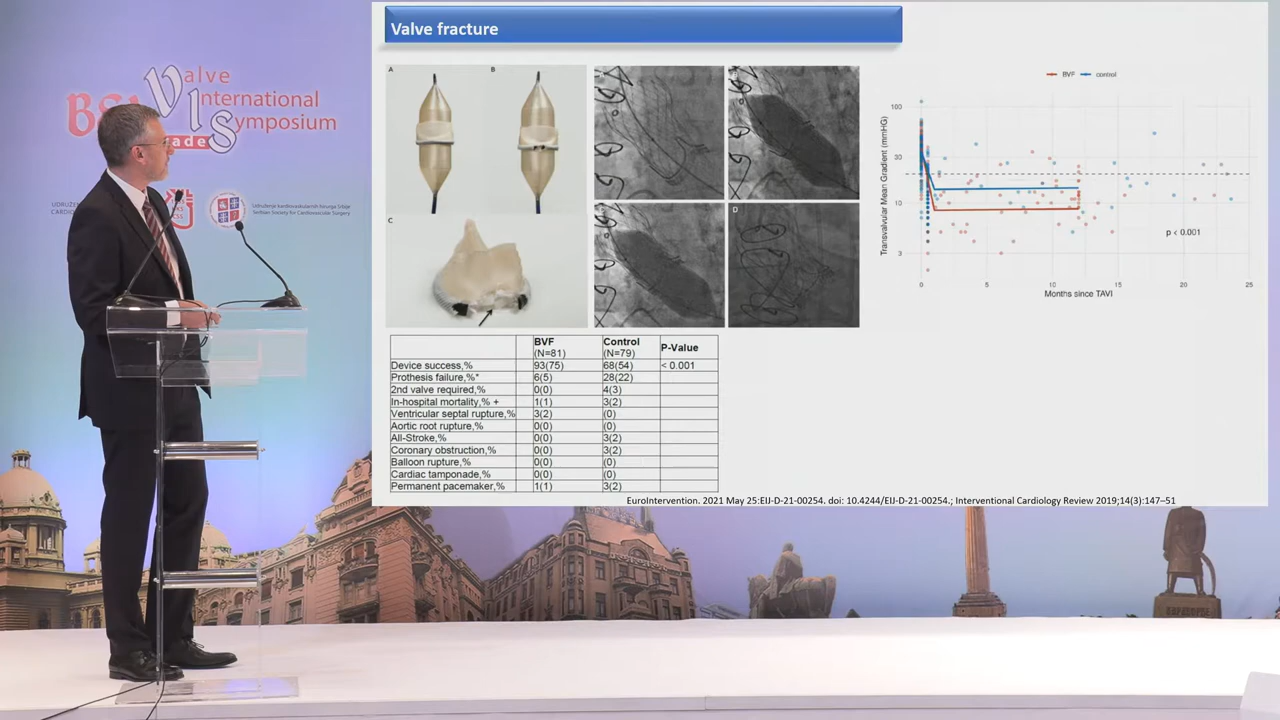 Valve fracture
BSV
Valve
International
Symposium
Udruženje kardiovaskularnih hirurga Srbije
Serbian Society for Cardiovascular Surgery
A
B
C
D
BVF control
Transvalvular Mean Gradient (mmHG)
100
30
10
3
p < 0.001
0 5 10 15 20 25
Months since TAVI
BVF Control P-Value
(N=81) (N=79)
Device success,% 93(75) 68(54) < 0.001
Prothesis failure,%* 6(5) 28(22)
2nd valve required,% 0(0) 4(3)
In-hospital mortality,% + 1(1) 3(2)
Ventricular septal rupture,% 3(2) (0)
Aortic root rupture,% 0(0) (0)
All-Stroke,% 0(0) 3(2)
Coronary obstruction,% 0(0) 3(2)
Balloon rupture,% 0(0) (0)
Cardiac tamponade,% 0(0) (0)
Permanent pacemaker,% 1(1) 3(2)
EuroIntervention. 2021 May 25:EIJ-D-21-00254. doi: 10.4244/EIJ-D-21-00254.; Interventional Cardiology Review 2019;14(3):147–51